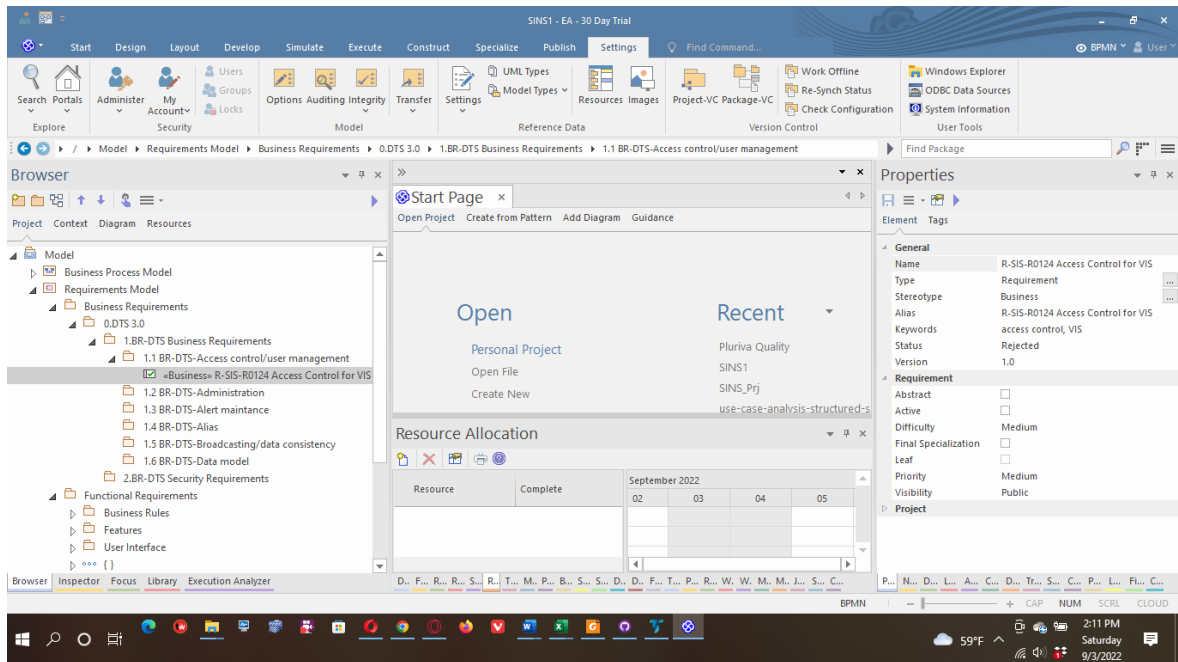 SINS1 - EA - 30 Day Trial
Start Design Layout Develop Simulate Execute Construct Specialize Publish Settings Find Command... BPMN User
Search Portals Administer My Account Users Groups Locks Options Auditing Integrity Transfer Settings UML Types Model Types Resources Images Project-VC Package-VC Work Offline Re-Synch Status Check Configuration Windows Explorer ODBC Data Sources System Information
Explore Security Model Reference Data Version Control User Tools
/ Model Requirements Model Business Requirements 0.DTS 3.0 1.BR-DTS Business Requirements 1.1 BR-DTS-Access control/user management Find Package
Browser
Project Context Diagram Resources
Model
Business Process Model
Requirements Model
Business Requirements
0.DTS 3.0
1.BR-DTS Business Requirements
1.1 BR-DTS-Access control/user management
«Business» R-SIS-R0124 Access Control for VIS
1.2 BR-DTS-Administration
1.3 BR-DTS-Alert maintance
1.4 BR-DTS-Alias
1.5 BR-DTS-Broadcasting/data consistency
1.6 BR-DTS-Data model
2.BR-DTS Security Requirements
Functional Requirements
Business Rules
Features
User Interface
{ }
Browser Inspector Focus Library Execution Analyzer
Start Page
Open Project Create from Pattern Add Diagram Guidance
Open
Personal Project
Open File
Create New
Recent
Pluriva Quality
SINS1
SINS_Prj
use-case-analysis-structured-s
Resource Allocation
Resource Complete September 2022
02 03 04 05
D.. F... R... R... S... R... T... M.. P... B... S... S... D.. D... F... T... P... R... W. W. M.. M.. J... S... C...
Properties
Element Tags
General
Name R-SIS-R0124 Access Control for VIS
Type Requirement ...
Stereotype Business ...
Alias R-SIS-R0124 Access Control for VIS
Keywords access control, VIS
Status Rejected
Version 1.0
Requirement
Abstract
Active
Difficulty Medium
Final Specialization
Leaf
Priority Medium
Visibility Public
Project
P... N... D... L... A... C... D... Tr... S... C... P... L... Fi... C...
BPMN CAP NUM SCRL CLOUD
59°F
2:11 PM
Saturday
9/3/2022